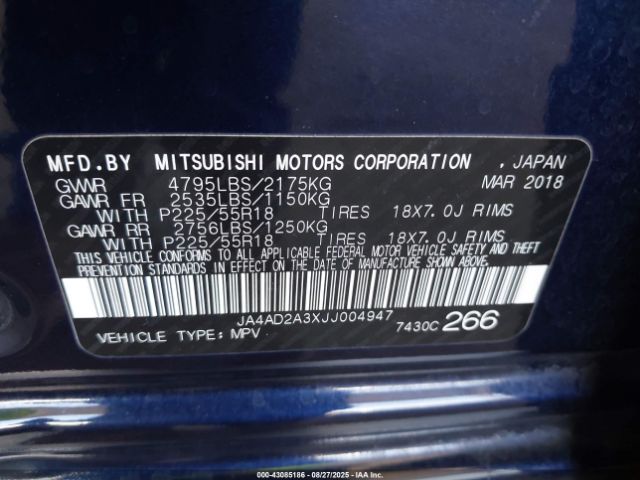 MFD.BY MITSUBISHI MOTORS CORPORATION , JAPAN
GVWR 4795LBS/2175KG MAR 2018
GAWR FR 2535LBS/1150KG
WITH P225/55R18 TIRES 18X7.0J RIMS
GAWR RR 2756LBS/1250KG
WITH P225/55R18 TIRES 18X7.0J RIMS
THIS VEHICLE CONFORMS TO ALL APPLICABLE FEDERAL MOTOR VEHICLE SAFETY AND THEFT
PREVENTION STANDARDS IN EFFECT ON THE DATE OF MANUFACTURE SHOWN ABOVE.
JA4AD2A3XJJ004947
VEHICLE TYPE: MPV 7430C 266
© IAA - 43085186 - 08/27/2025 - IAAI.COM